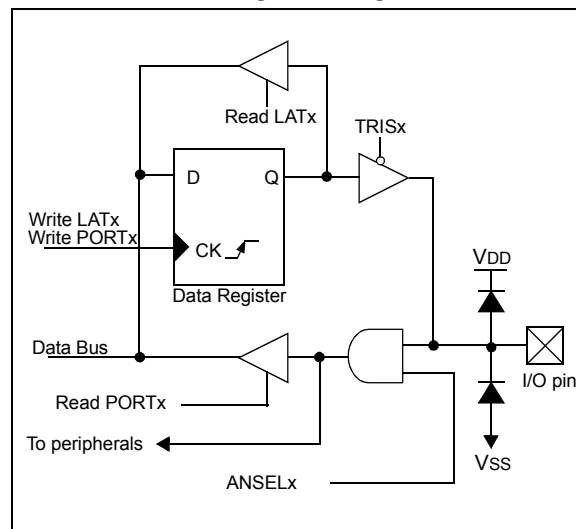 Read LATx
TRISx
D Q
Write LATx
Write PORTx
CK
Data Register
VDD
Data Bus
I/O pin
Read PORTx
To peripherals
VSS
ANSELx